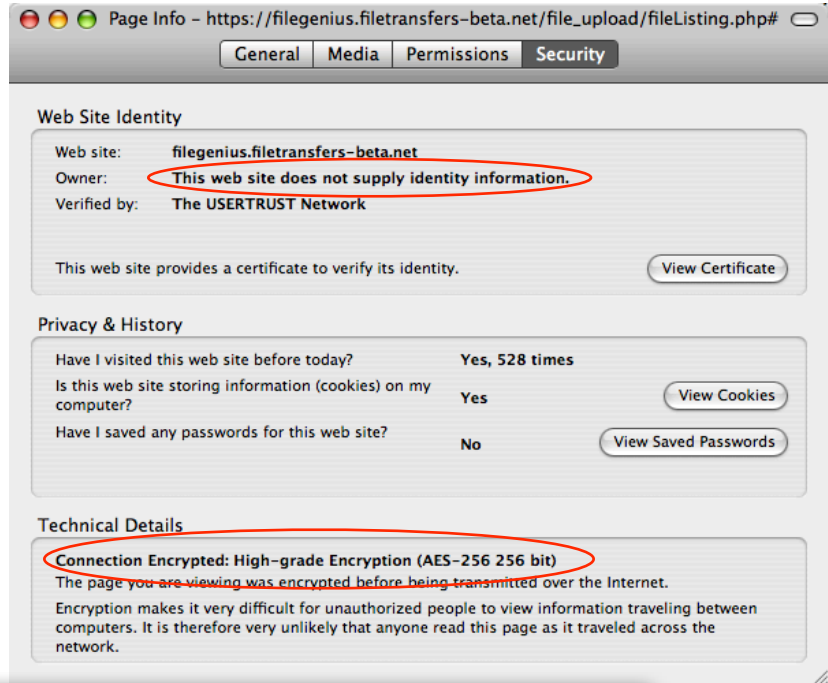 Page Info – https://filegenius.filetransfers-beta.net/file_upload/fileListing.php#
General Media Permissions Security
Web Site Identity
Web site: filegenius.filetransfers-beta.net
Owner: This web site does not supply identity information.
Verified by: The USERTRUST Network
This web site provides a certificate to verify its identity. View Certificate
Privacy & History
Have I visited this web site before today? Yes, 528 times
Is this web site storing information (cookies) on my
computer? Yes View Cookies
Have I saved any passwords for this web site? No View Saved Passwords
Technical Details
Connection Encrypted: High-grade Encryption (AES-256 256 bit)
The page you are viewing was encrypted before being transmitted over the Internet.
Encryption makes it very difficult for unauthorized people to view information traveling between
computers. It is therefore very unlikely that anyone read this page as it traveled across the
network.